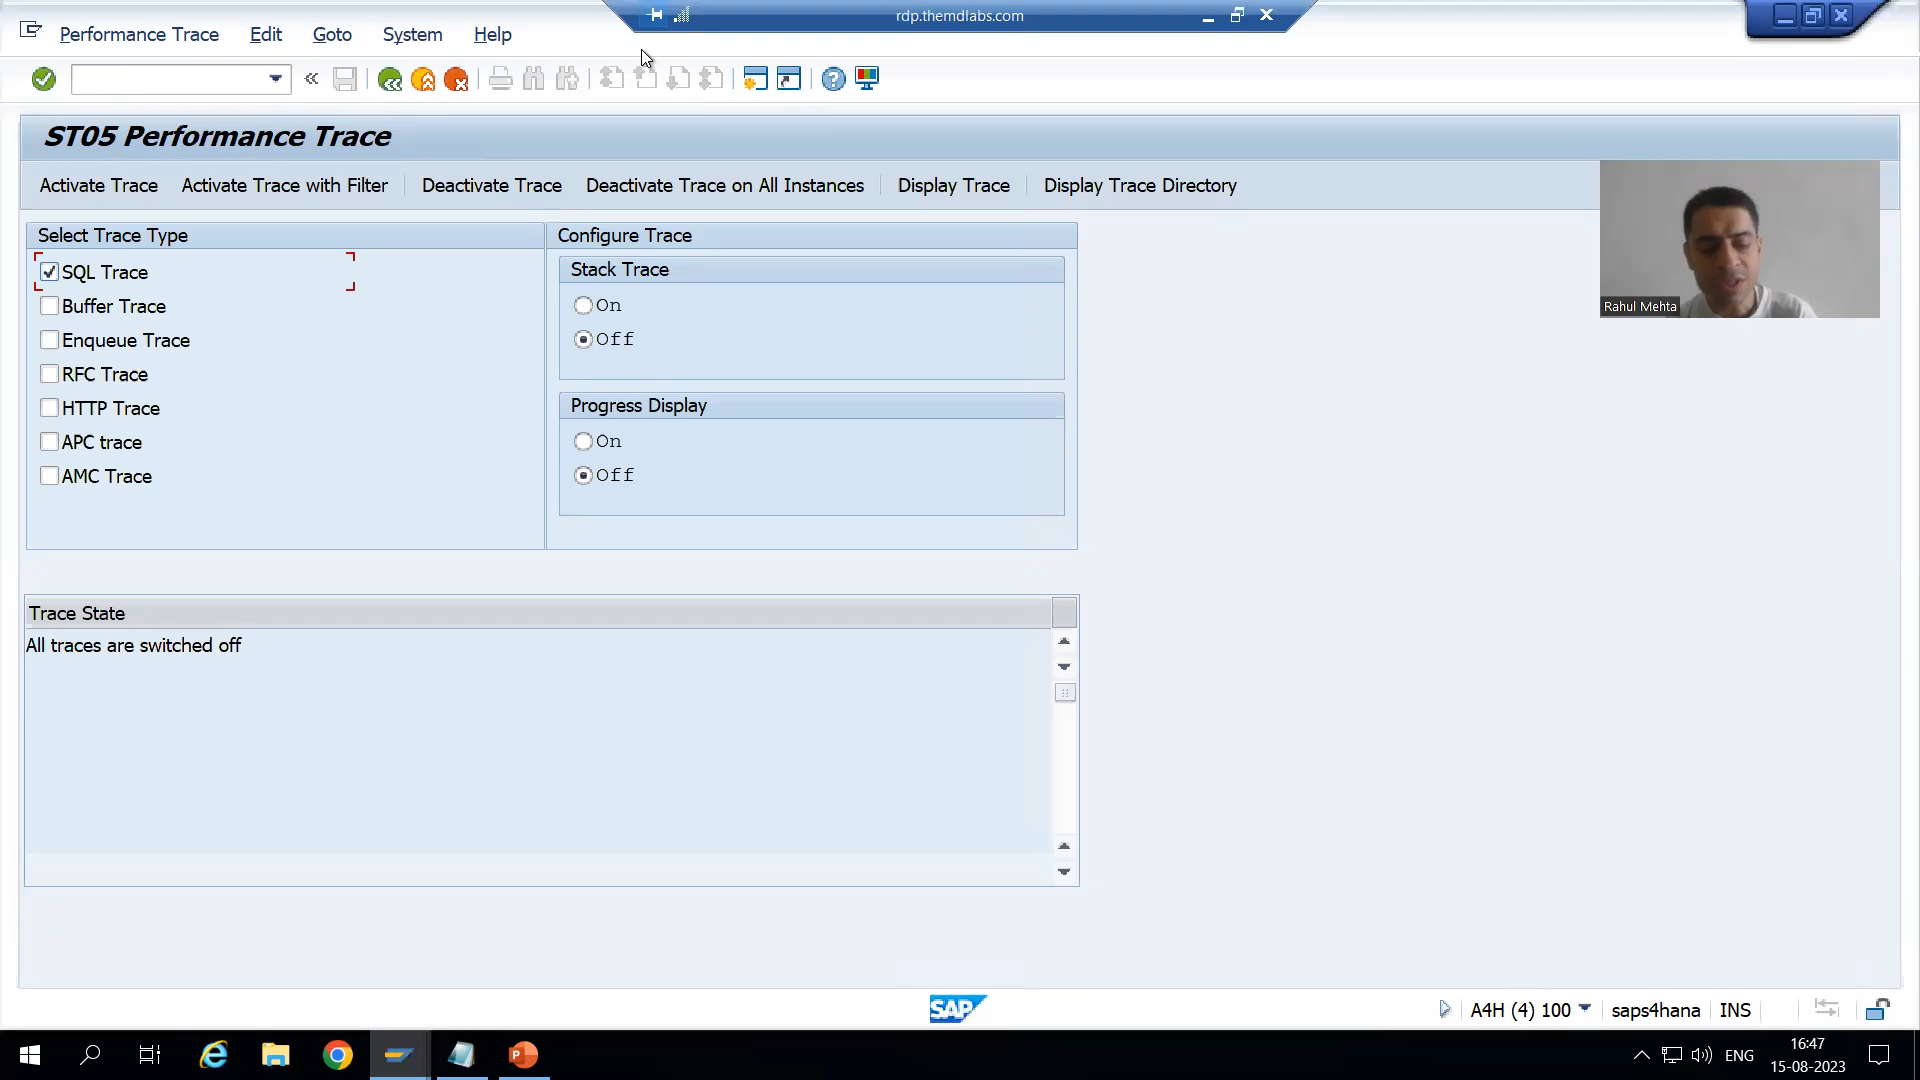 rdp.themdlabs.com
Performance Trace Edit Goto System Help
ST05 Performance Trace
Activate Trace Activate Trace with Filter Deactivate Trace Deactivate Trace on All Instances Display Trace Display Trace Directory
Select Trace Type
SQL Trace
Buffer Trace
Enqueue Trace
RFC Trace
HTTP Trace
APC trace
AMC Trace
Configure Trace
Stack Trace
On
Off
Progress Display
On
Off
Rahul Mehta
Trace State
All traces are switched off
SAP
A4H (4) 100 saps4hana INS
ENG
16:47
15-08-2023